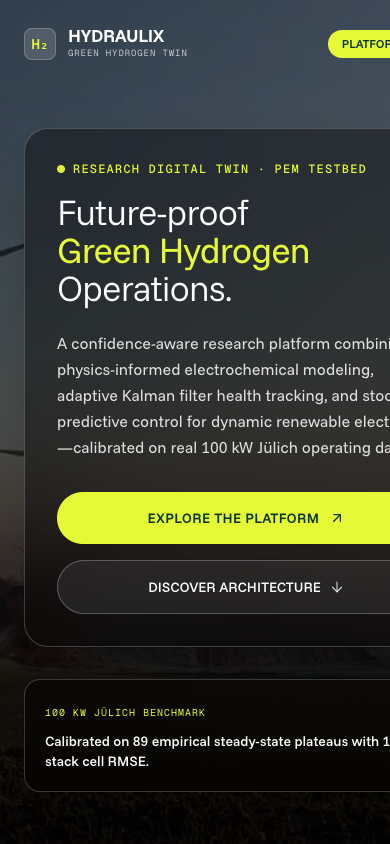 H₂
HYDRAULIX
GREEN HYDROGEN TWIN
PLATFOR
RESEARCH DIGITAL TWIN · PEM TESTBED
Future-proof
Green Hydrogen
Operations.
A confidence-aware research platform combini
physics-informed electrochemical modeling,
adaptive Kalman filter health tracking, and stoc
predictive control for dynamic renewable elect
—calibrated on real 100 kW Jülich operating da
EXPLORE THE PLATFORM
DISCOVER ARCHITECTURE
100 KW JÜLICH BENCHMARK
Calibrated on 89 empirical steady-state plateaus with 1
stack cell RMSE.